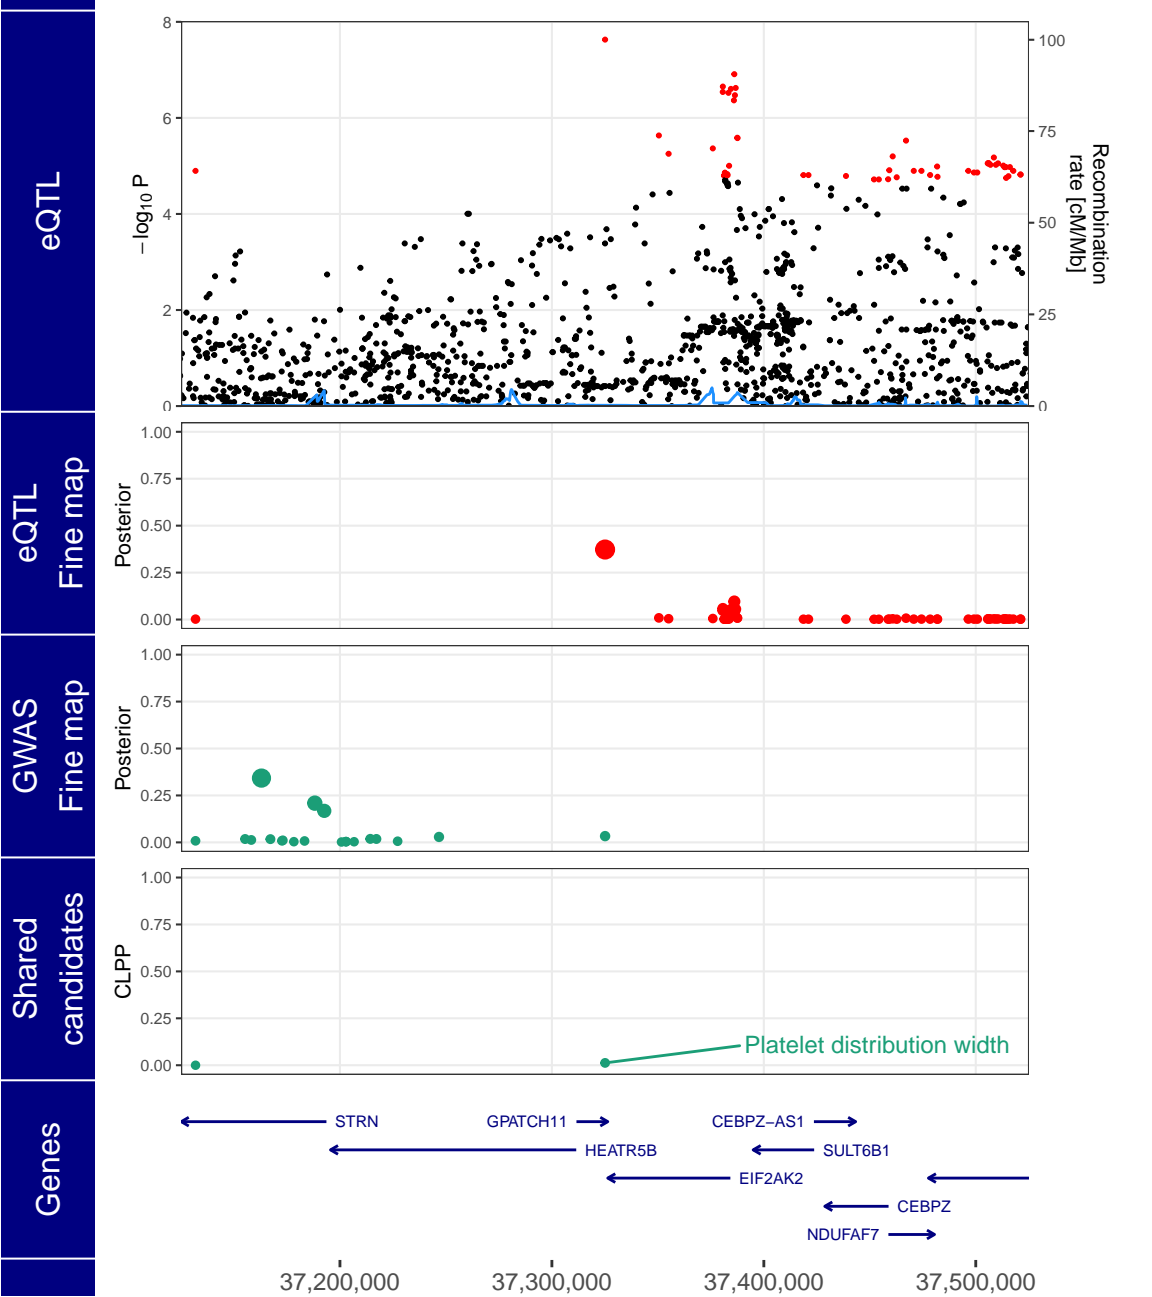 eQTL
−log10 P
8
6
4
2
0
100
75
50
25
0
Recombination
rate [cM/Mb]
eQTL
Fine map
Posterior
1.00
0.75
0.50
0.25
0.00
GWAS
Fine map
Posterior
1.00
0.75
0.50
0.25
0.00
Shared
candidates
CLPP
1.00
0.75
0.50
0.25
0.00
Platelet distribution width
Genes
STRN
GPATCH11
CEBPZ−AS1
HEATR5B
SULT6B1
EIF2AK2
CEBPZ
NDUFAF7
37,200,000
37,300,000
37,400,000
37,500,000